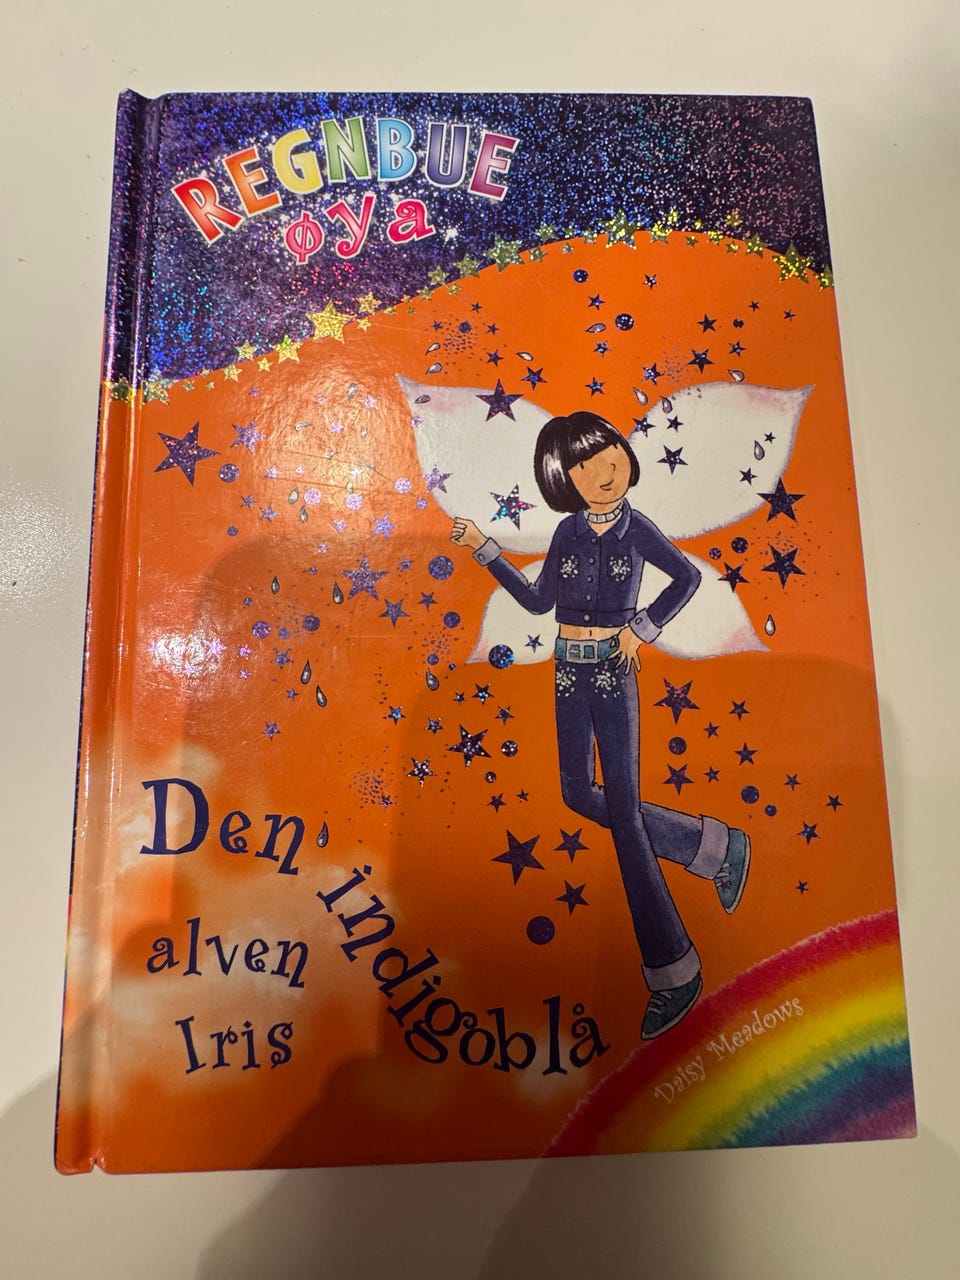 REGNBUE
øya
Den indigoblå
alven
Iris
Daisy Meadows